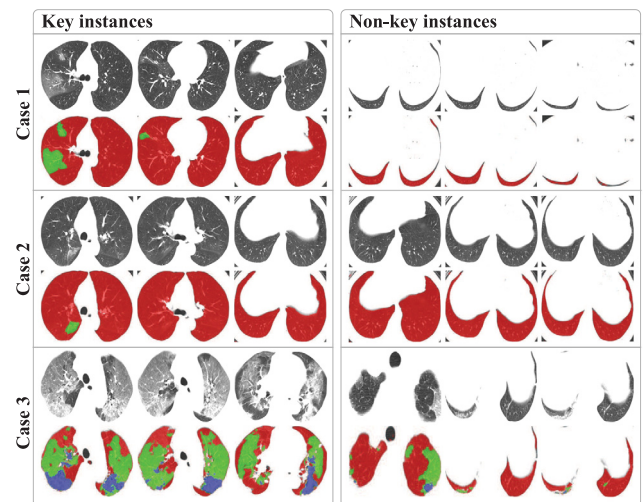 Key instances
Non-key instances
Case 1
Case 2
Case 3